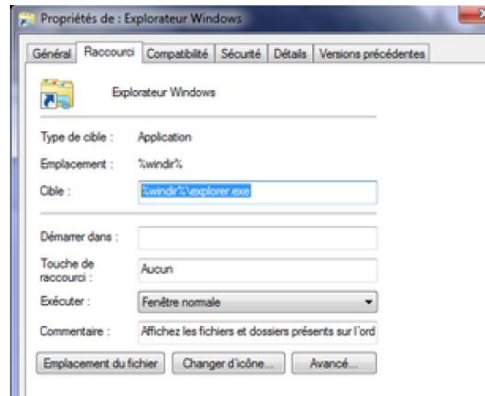 Propriétés de : Explorateur Windows
Général Raccourci Compatibilité Sécurité Détails Versions précédentes
Explorateur Windows
Type de cible : Application
Emplacement : %windir%
Cible : %windir%\explorer.exe
Démarrer dans :
Touche de raccourci : Aucun
Exécuter : Fenêtre normale
Commentaire : Affichez les fichiers et dossiers présents sur l'ord
Emplacement du fichier Changer d'icône... Avancé...